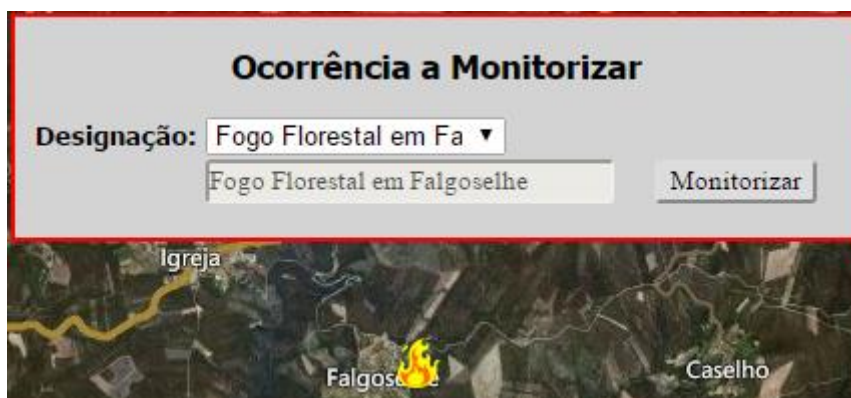 Ocorrência a Monitorizar
Designação: Fogo Florestal em Fa
Fogo Florestal em Falgoselhe Monitorizar
Igreja
Caselho